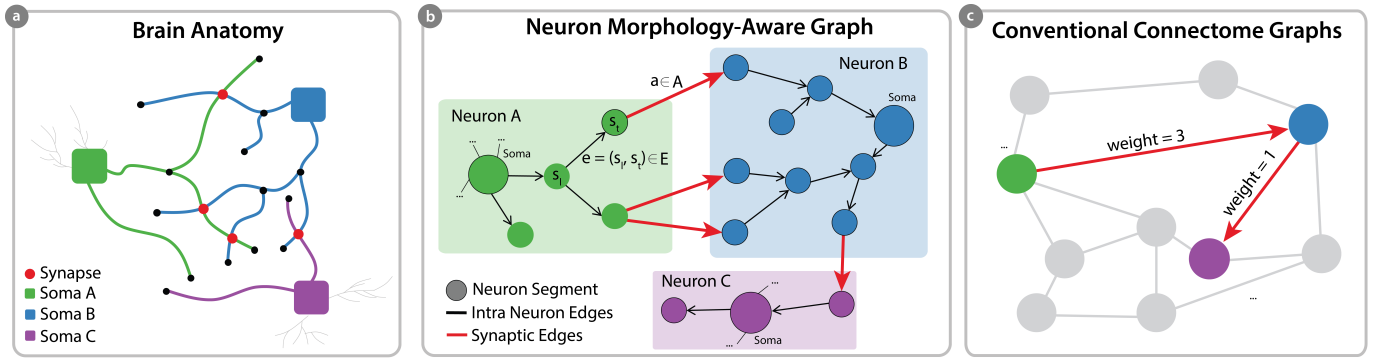 a
Brain Anatomy
Synapse
Soma A
Soma B
Soma C
b
Neuron Morphology-Aware Graph
Neuron A
...
Soma
...
s_t
a∈A
e = (s_l, s_t)∈E
s_l
Neuron B
Soma
Neuron C
...
Soma
...
Neuron Segment
Intra Neuron Edges
Synaptic Edges
c
Conventional Connectome Graphs
...
weight = 3
weight = 1
...